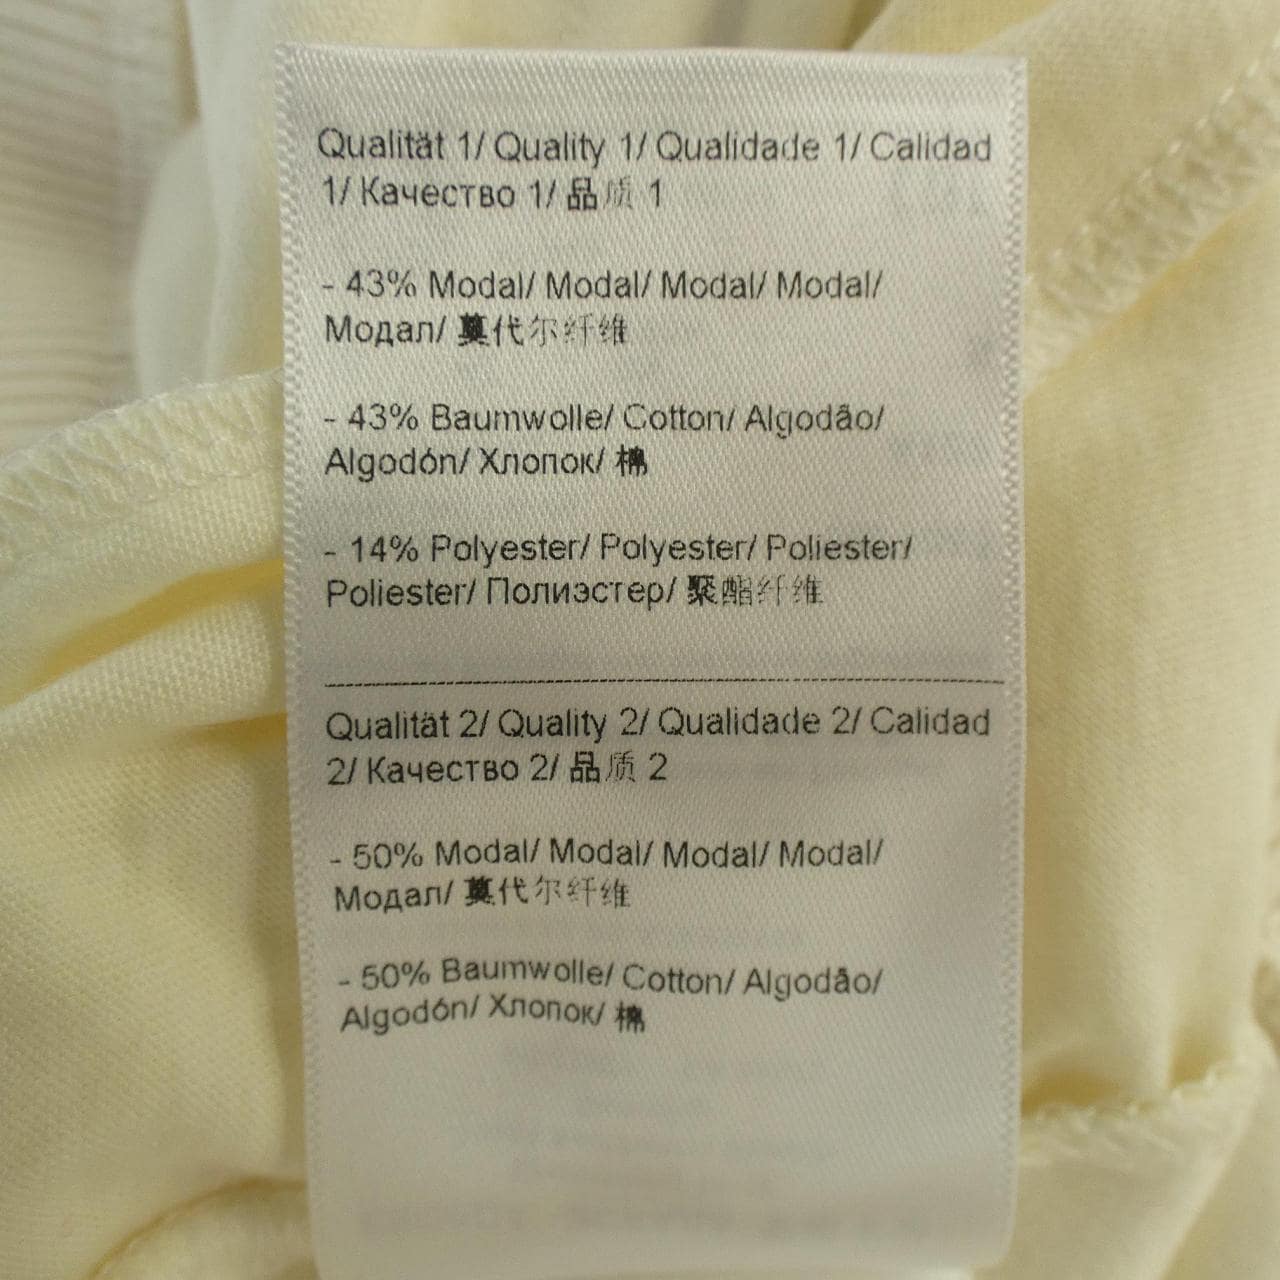 Qualität 1/ Quality 1/ Qualidade 1/ Calidad
1/ Качество 1/ 品质 1
- 43% Modal/ Modal/ Modal/ Modal/
Модал/ 莫代尔纤维
- 43% Baumwolle/ Cotton/ Algodão/
Algodón/ Хлопок/ 棉
- 14% Polyester/ Polyester/ Poliester/
Poliester/ Полиэстер/ 聚酯纤维
Qualität 2/ Quality 2/ Qualidade 2/ Calidad
2/ Качество 2/ 品质 2
- 50% Modal/ Modal/ Modal/ Modal/
Модал/ 莫代尔纤维
- 50% Baumwolle/ Cotton/ Algodão/
Algodón/ Хлопок/ 棉